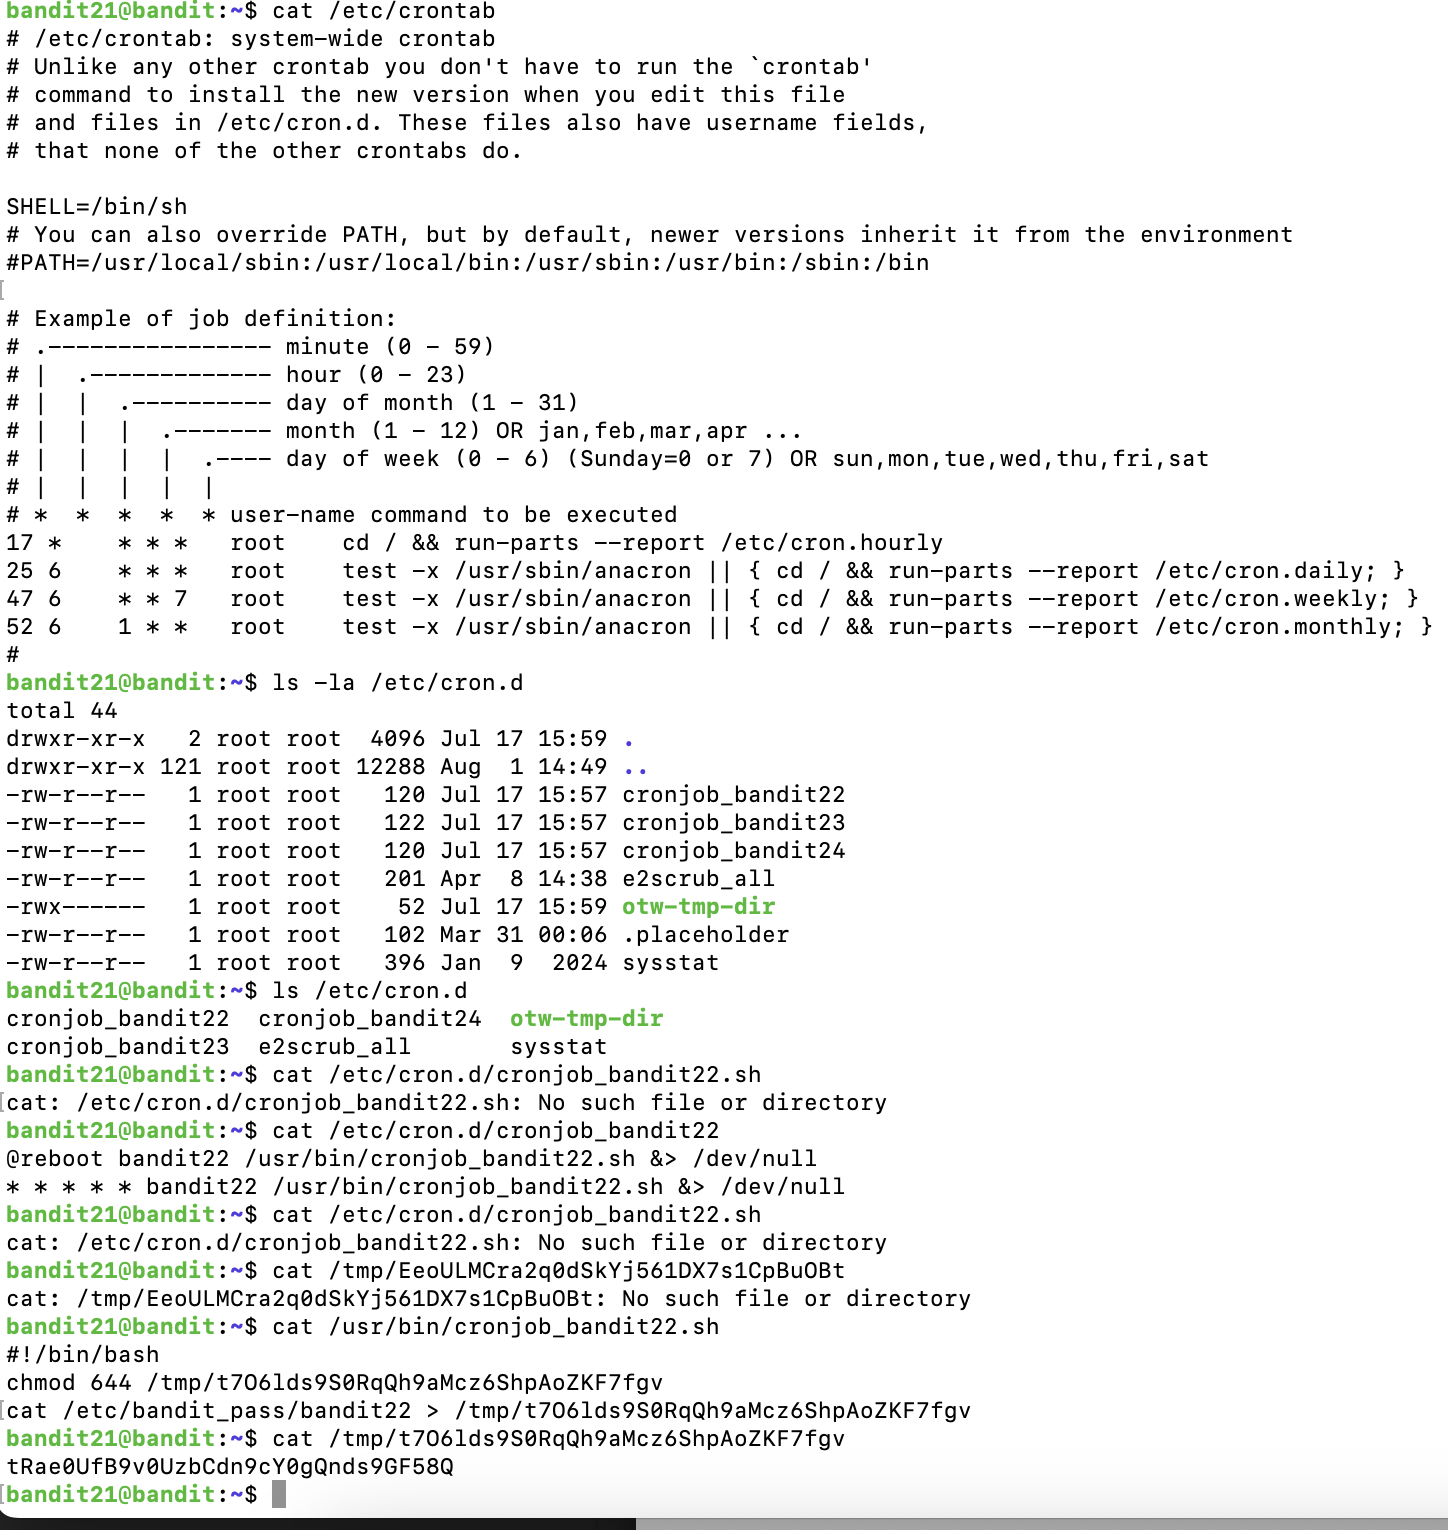 bandit21@bandit:~$ cat /etc/crontab
# /etc/crontab: system-wide crontab
# Unlike any other crontab you don't have to run the `crontab'
# command to install the new version when you edit this file
# and files in /etc/cron.d. These files also have username fields,
# that none of the other crontabs do.

SHELL=/bin/sh
# You can also override PATH, but by default, newer versions inherit it from the environment
#PATH=/usr/local/sbin:/usr/local/bin:/usr/sbin:/usr/bin:/sbin:/bin

# Example of job definition:
# .---------------- minute (0 - 59)
# |  .------------- hour (0 - 23)
# |  |  .---------- day of month (1 - 31)
# |  |  |  .------- month (1 - 12) OR jan,feb,mar,apr ...
# |  |  |  |  .---- day of week (0 - 6) (Sunday=0 or 7) OR sun,mon,tue,wed,thu,fri,sat
# |  |  |  |  |
# *  *  *  *  * user-name command to be executed
17 *    * * *   root    cd / && run-parts --report /etc/cron.hourly
25 6    * * *   root    test -x /usr/sbin/anacron || { cd / && run-parts --report /etc/cron.daily; }
47 6    * * 7   root    test -x /usr/sbin/anacron || { cd / && run-parts --report /etc/cron.weekly; }
52 6    1 * *   root    test -x /usr/sbin/anacron || { cd / && run-parts --report /etc/cron.monthly; }
#
bandit21@bandit:~$ ls -la /etc/cron.d
total 44
drwxr-xr-x   2 root root  4096 Jul 17 15:59 .
drwxr-xr-x 121 root root 12288 Aug  1 14:49 ..
-rw-r--r--   1 root root   120 Jul 17 15:57 cronjob_bandit22
-rw-r--r--   1 root root   122 Jul 17 15:57 cronjob_bandit23
-rw-r--r--   1 root root   120 Jul 17 15:57 cronjob_bandit24
-rw-r--r--   1 root root   201 Apr  8 14:38 e2scrub_all
-rwx------   1 root root    52 Jul 17 15:59 otw-tmp-dir
-rw-r--r--   1 root root   102 Mar 31 00:06 .placeholder
-rw-r--r--   1 root root   396 Jan  9  2024 sysstat
bandit21@bandit:~$ ls /etc/cron.d
cronjob_bandit22  cronjob_bandit24  otw-tmp-dir
cronjob_bandit23  e2scrub_all       sysstat
bandit21@bandit:~$ cat /etc/cron.d/cronjob_bandit22.sh
cat: /etc/cron.d/cronjob_bandit22.sh: No such file or directory
bandit21@bandit:~$ cat /etc/cron.d/cronjob_bandit22
@reboot bandit22 /usr/bin/cronjob_bandit22.sh &> /dev/null
* * * * * bandit22 /usr/bin/cronjob_bandit22.sh &> /dev/null
bandit21@bandit:~$ cat /etc/cron.d/cronjob_bandit22.sh
cat: /etc/cron.d/cronjob_bandit22.sh: No such file or directory
bandit21@bandit:~$ cat /tmp/EeoULMCra2q0dSkYj561DX7s1CpBuOBt
cat: /tmp/EeoULMCra2q0dSkYj561DX7s1CpBuOBt: No such file or directory
bandit21@bandit:~$ cat /usr/bin/cronjob_bandit22.sh
#!/bin/bash
chmod 644 /tmp/t7O6lds9S0RqQh9aMcz6ShpAoZKF7fgv
cat /etc/bandit_pass/bandit22 > /tmp/t7O6lds9S0RqQh9aMcz6ShpAoZKF7fgv
bandit21@bandit:~$ cat /tmp/t7O6lds9S0RqQh9aMcz6ShpAoZKF7fgv
tRae0UfB9v0UzbCdn9cY0gQnds9GF58Q
bandit21@bandit:~$